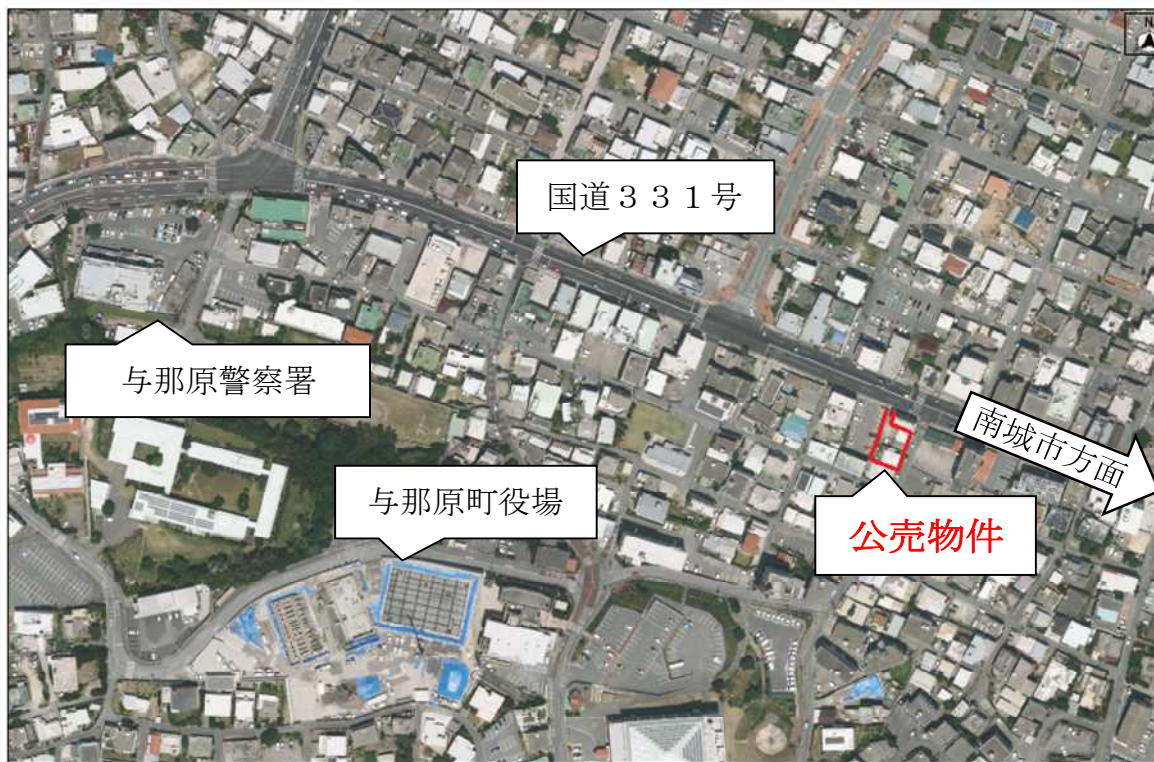 N
国道３３１号
与那原警察署
南城市方面
与那原町役場
公売物件